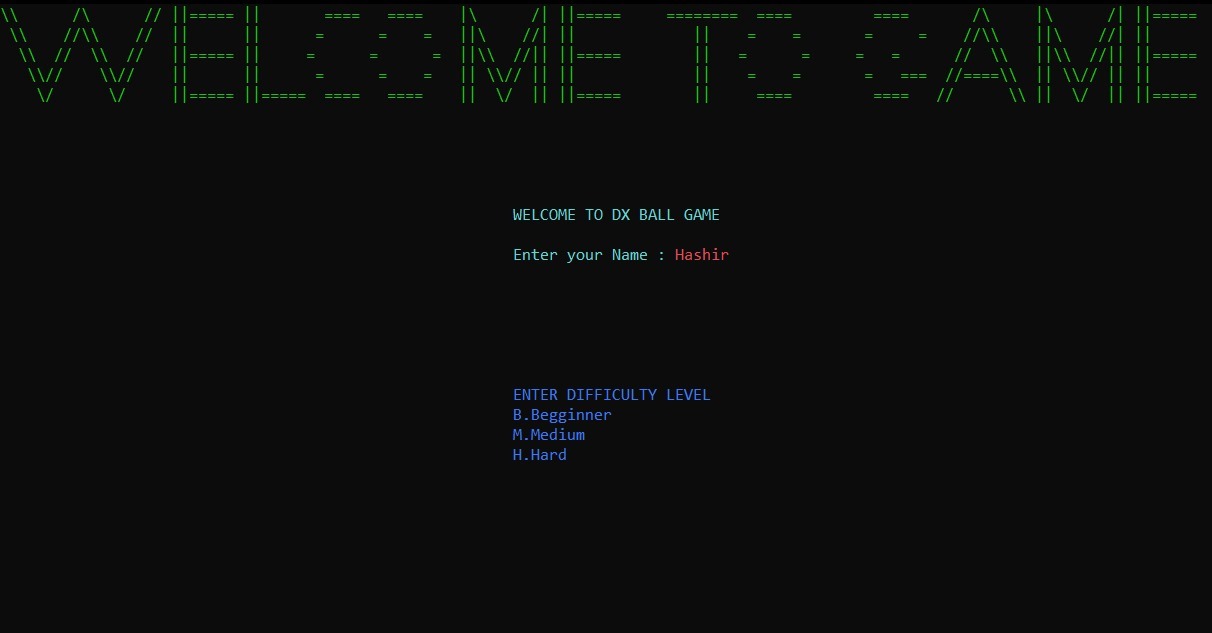 WELCOME TO GAME
WELCOME TO DX BALL GAME
Enter your Name : Hashir
ENTER DIFFICULTY LEVEL
B.Begginner
M.Medium
H.Hard